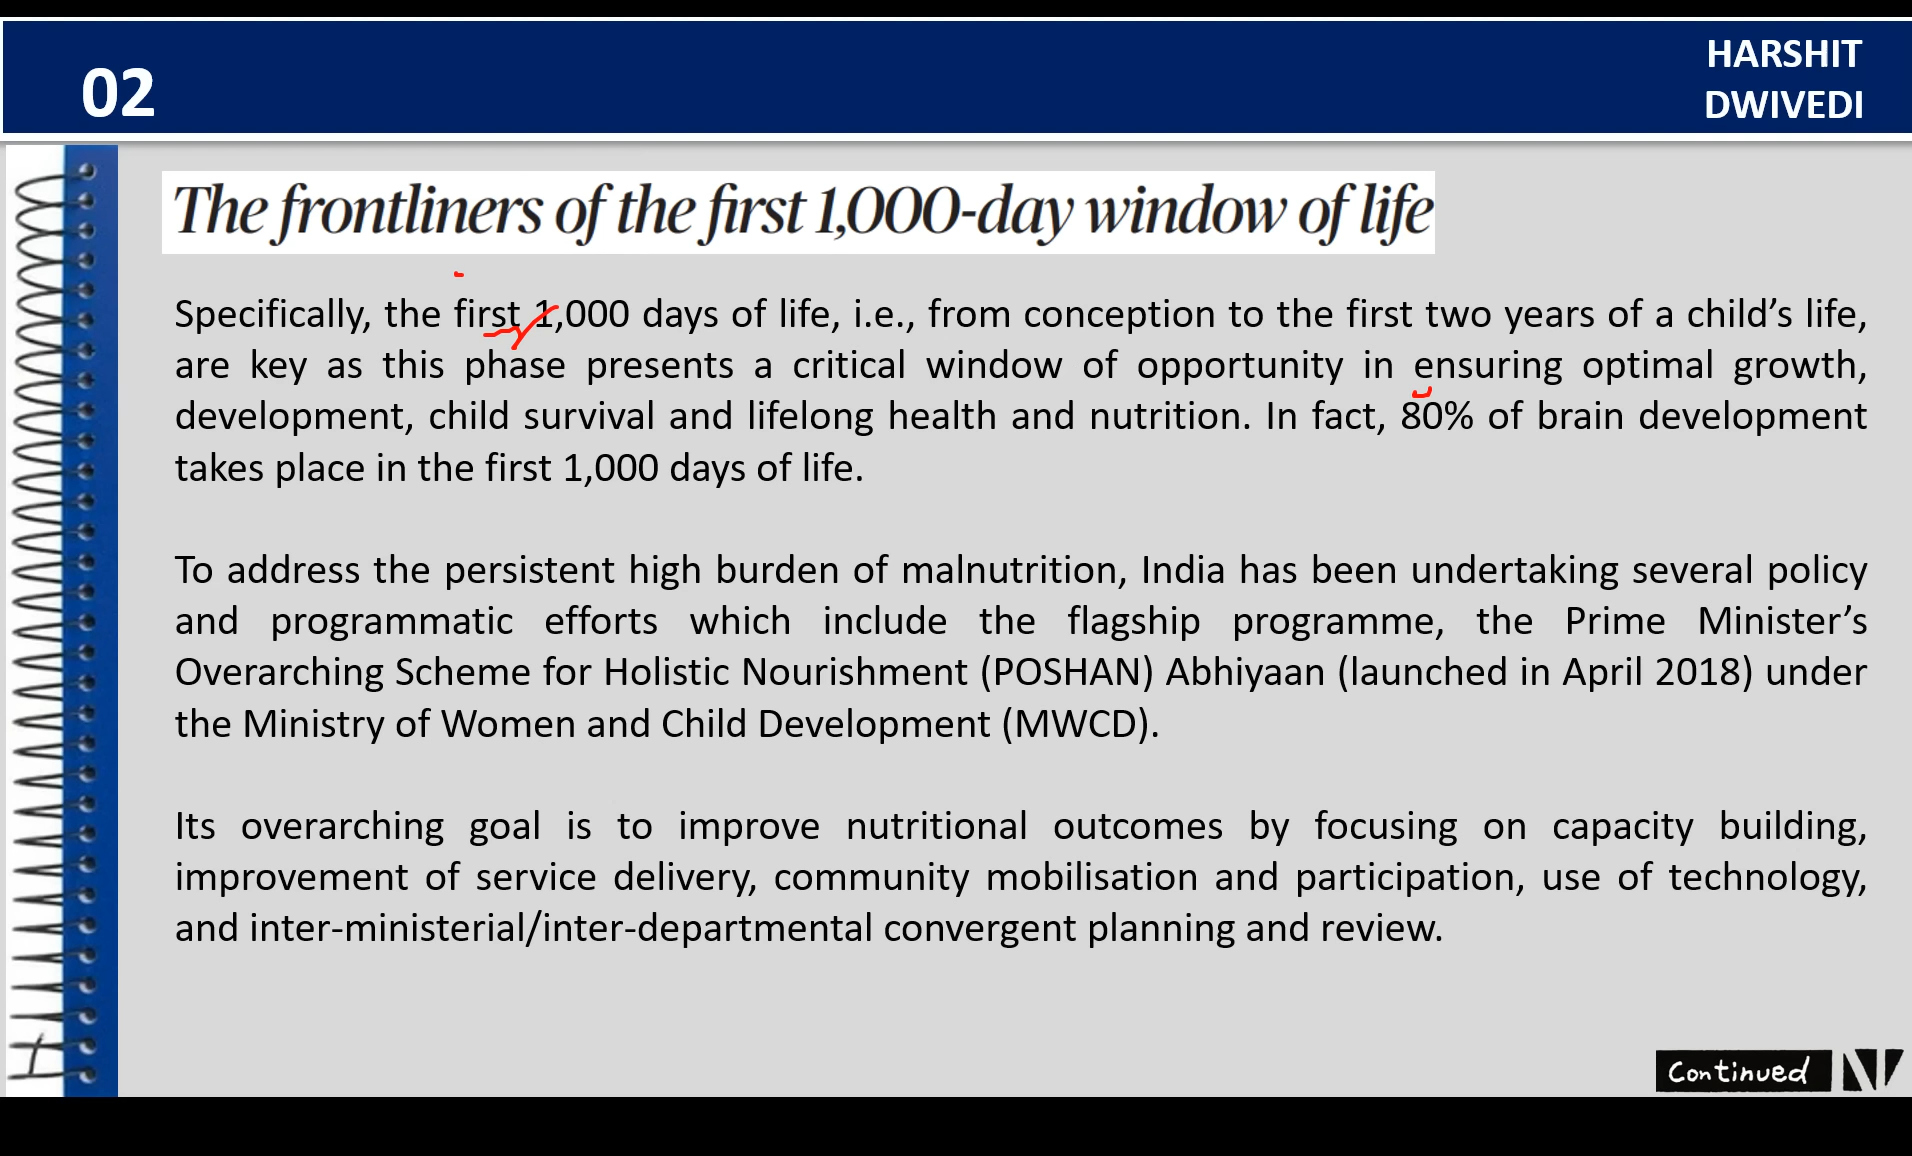 02
HARSHIT
DWIVEDI
The frontliners of the first 1,000-day window of life
Specifically, the first 1,000 days of life, i.e., from conception to the first two years of a child’s life,
are key as this phase presents a critical window of opportunity in ensuring optimal growth,
development, child survival and lifelong health and nutrition. In fact, 80% of brain development
takes place in the first 1,000 days of life.
To address the persistent high burden of malnutrition, India has been undertaking several policy
and programmatic efforts which include the flagship programme, the Prime Minister’s
Overarching Scheme for Holistic Nourishment (POSHAN) Abhiyaan (launched in April 2018) under
the Ministry of Women and Child Development (MWCD).
Its overarching goal is to improve nutritional outcomes by focusing on capacity building,
improvement of service delivery, community mobilisation and participation, use of technology,
and inter-ministerial/inter-departmental convergent planning and review.
Continued